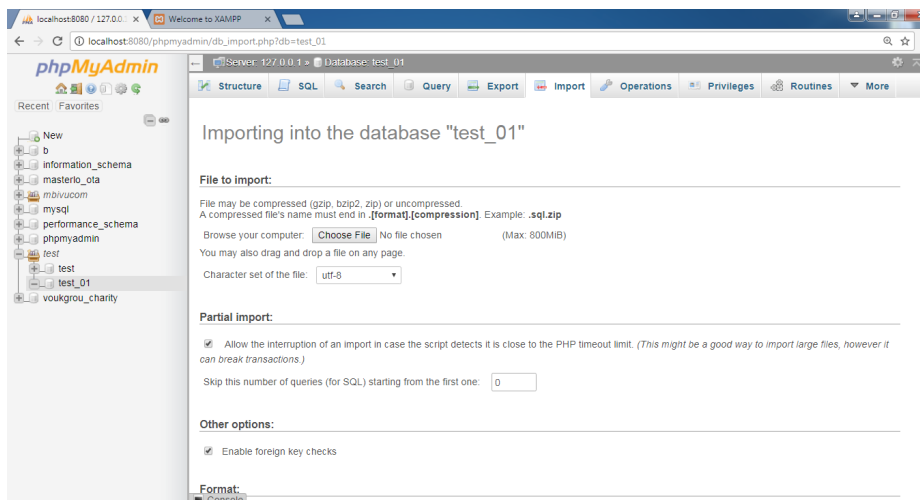 localhost:8080 / 127.0.0.
Welcome to XAMPP
localhost:8080/phpmyadmin/db_import.php?db=test_01
phpMyAdmin
Recent Favorites
New
b
information_schema
masterlo_ota
mbivucom
mysql
performance_schema
phpmyadmin
test
test
test_01
voukgrou_charity
Server: 127.0.0.1 » Database: test_01
Structure SQL Search Query Export Import Operations Privileges Routines More
Importing into the database "test_01"
File to import:
File may be compressed (gzip, bzip2, zip) or uncompressed.
A compressed file's name must end in .[format].[compression]. Example: .sql.zip
Browse your computer: Choose File No file chosen (Max: 800MiB)
You may also drag and drop a file on any page.
Character set of the file: utf-8
Partial import:
Allow the interruption of an import in case the script detects it is close to the PHP timeout limit. (This might be a good way to import large files, however it
can break transactions.)
Skip this number of queries (for SQL) starting from the first one: 0
Other options:
Enable foreign key checks
Format:
Console